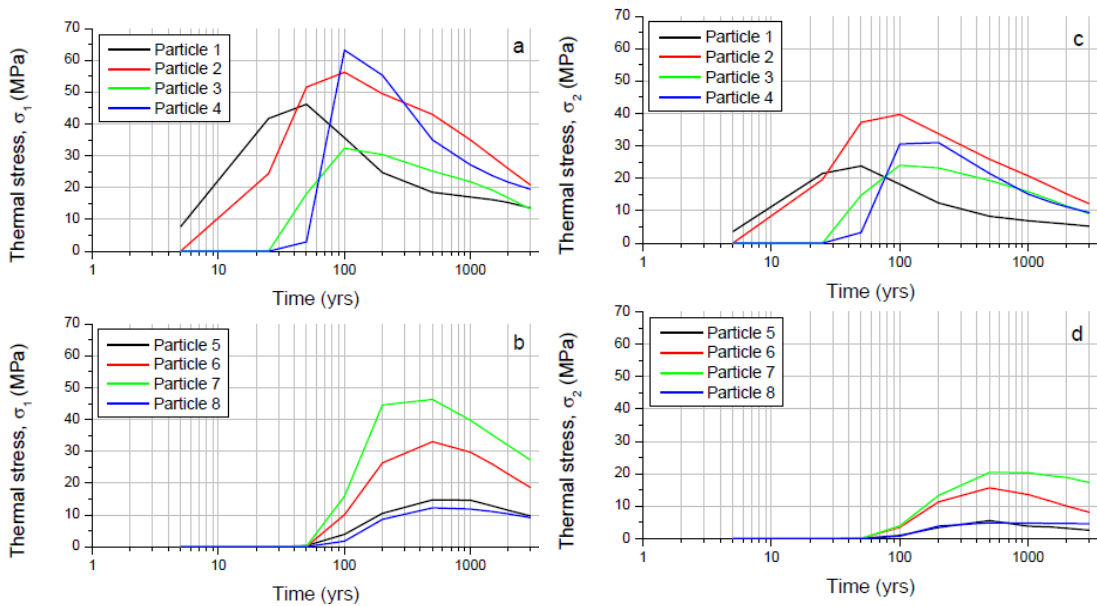 Thermal stress, σ1 (MPa)
70
60
50
40
30
20
10
0
Particle 1
Particle 2
Particle 3
Particle 4
a
1
10
100
1000
Time (yrs)
Thermal stress, σ2 (MPa)
70
60
50
40
30
20
10
0
Particle 1
Particle 2
Particle 3
Particle 4
c
1
10
100
1000
Time (yrs)
Thermal stress, σ1 (MPa)
70
60
50
40
30
20
10
0
Particle 5
Particle 6
Particle 7
Particle 8
b
1
10
100
1000
Time (yrs)
Thermal stress, σ2 (MPa)
70
60
50
40
30
20
10
0
Particle 5
Particle 6
Particle 7
Particle 8
d
1
10
100
1000
Time (yrs)